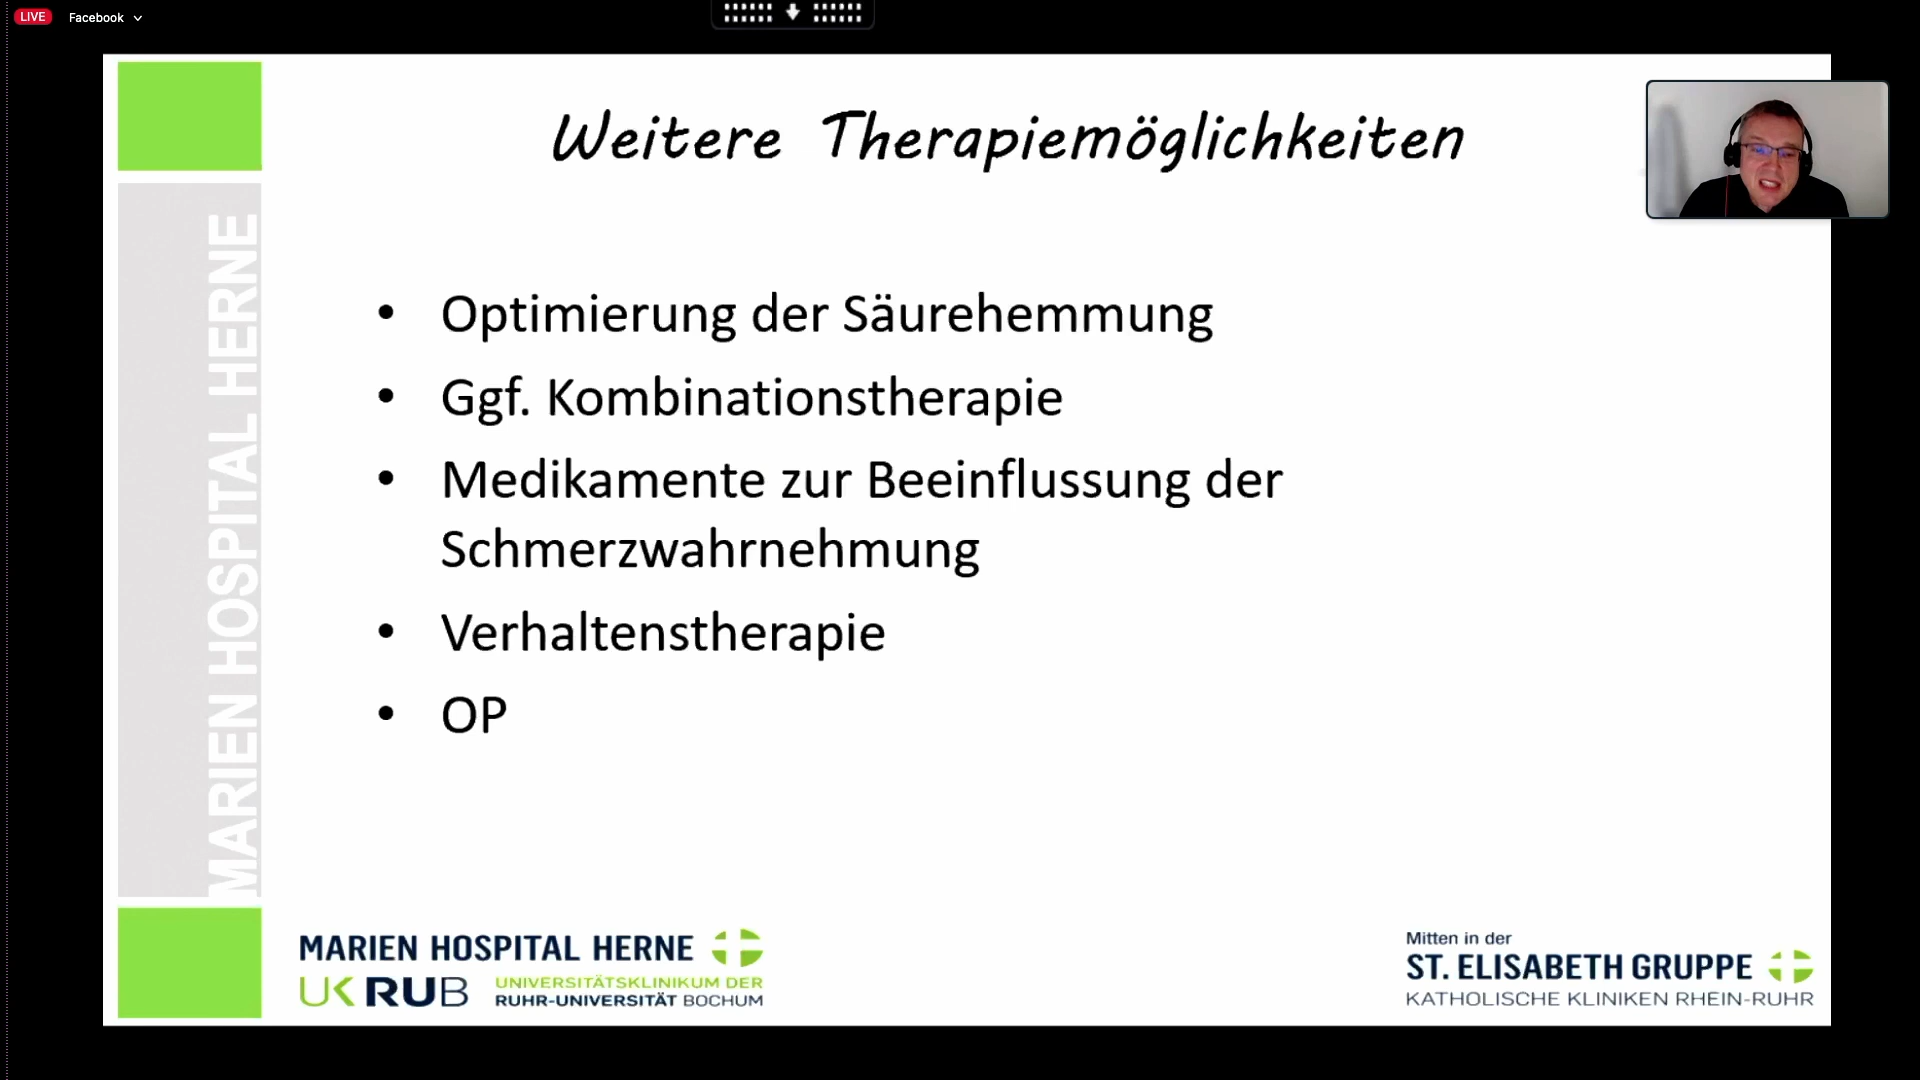 LIVE Facebook
Weitere Therapiemöglichkeiten
MARIEN HOSPITAL HERNE
• Optimierung der Säurehemmung
• Ggf. Kombinationstherapie
• Medikamente zur Beeinflussung der
Schmerzwahrnehmung
• Verhaltenstherapie
• OP
MARIEN HOSPITAL HERNE
UK RUB
UNIVERSITÄTSKLINIKUM DER
RUHR-UNIVERSITÄT BOCHUM
Mitten in der
ST. ELISABETH GRUPPE
KATHOLISCHE KLINIKEN RHEIN-RUHR